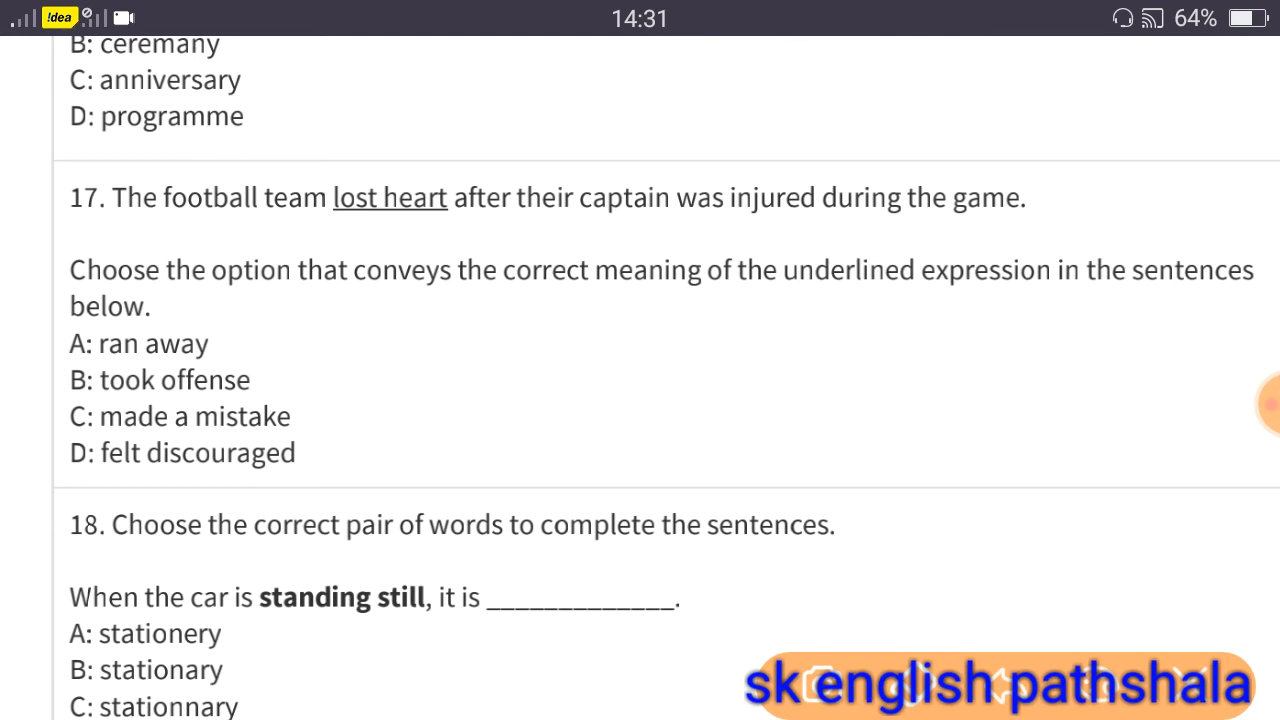 !dea
14:31
64%
B: ceremany
C: anniversary
D: programme
17. The football team lost heart after their captain was injured during the game.
Choose the option that conveys the correct meaning of the underlined expression in the sentences
below.
A: ran away
B: took offense
C: made a mistake
D: felt discouraged
18. Choose the correct pair of words to complete the sentences.
When the car is standing still, it is _____________.
A: stationery
B: stationary
C: stationnary
sk english pathshala